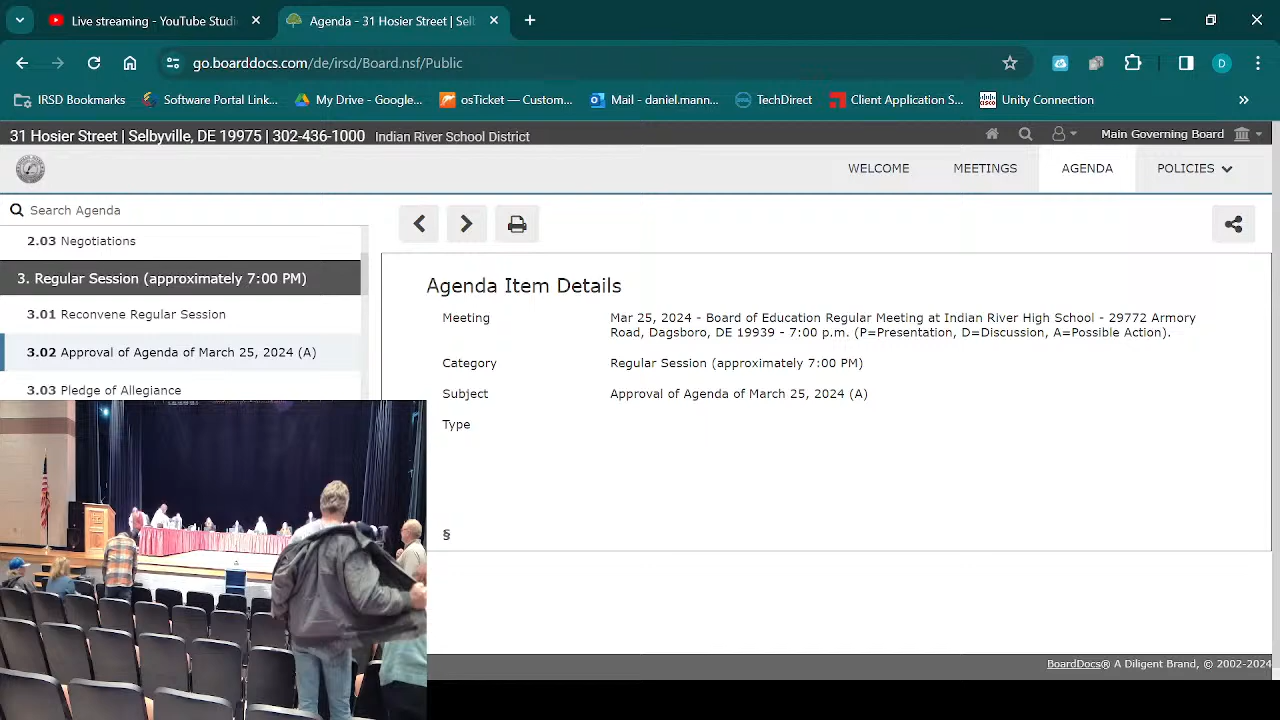 Live streaming - YouTube Studi
Agenda - 31 Hosier Street | Sel
go.boarddocs.com/de/irsd/Board.nsf/Public
D
IRSD Bookmarks
Software Portal Link...
My Drive - Google...
osTicket — Custom...
Mail - daniel.mann...
TechDirect
Client Application S...
Unity Connection
31 Hosier Street | Selbyville, DE 19975 | 302-436-1000 Indian River School District
Main Governing Board
WELCOME
MEETINGS
AGENDA
POLICIES
Search Agenda
2.03 Negotiations
3. Regular Session (approximately 7:00 PM)
3.01 Reconvene Regular Session
3.02 Approval of Agenda of March 25, 2024 (A)
3.03 Pledge of Allegiance
Agenda Item Details
Meeting
Mar 25, 2024 - Board of Education Regular Meeting at Indian River High School - 29772 Armory
Road, Dagsboro, DE 19939 - 7:00 p.m. (P=Presentation, D=Discussion, A=Possible Action).
Category
Regular Session (approximately 7:00 PM)
Subject
Approval of Agenda of March 25, 2024 (A)
Type
§
BoardDocs® A Diligent Brand, © 2002-2024